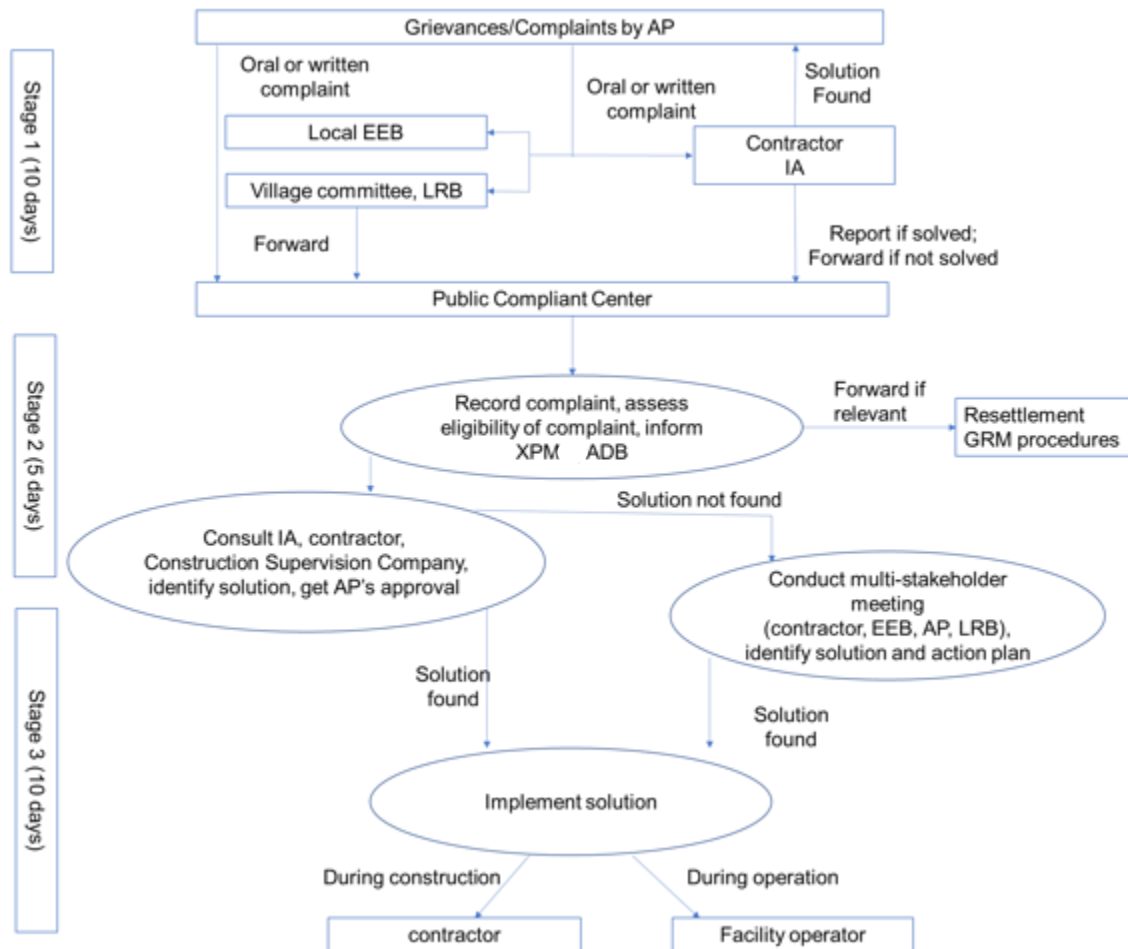 Grievances/Complaints by AP
Stage 1 (10 days)
Oral or written
complaint
Oral or written
complaint
Solution
Found
Local EEB
Contractor
IA
Village committee, LRB
Forward
Report if solved;
Forward if not solved
Public Compliant Center
Stage 2 (5 days)
Record complaint, assess
eligibility of complaint, inform
XPM ADB
Forward if
relevant
Resettlement
GRM procedures
Solution not found
Consult IA, contractor,
Construction Supervision Company,
identify solution, get AP's approval
Conduct multi-stakeholder
meeting
(contractor, EEB, AP, LRB),
identify solution and action plan
Stage 3 (10 days)
Solution
found
Solution
found
Implement solution
During construction
During operation
contractor
Facility operator